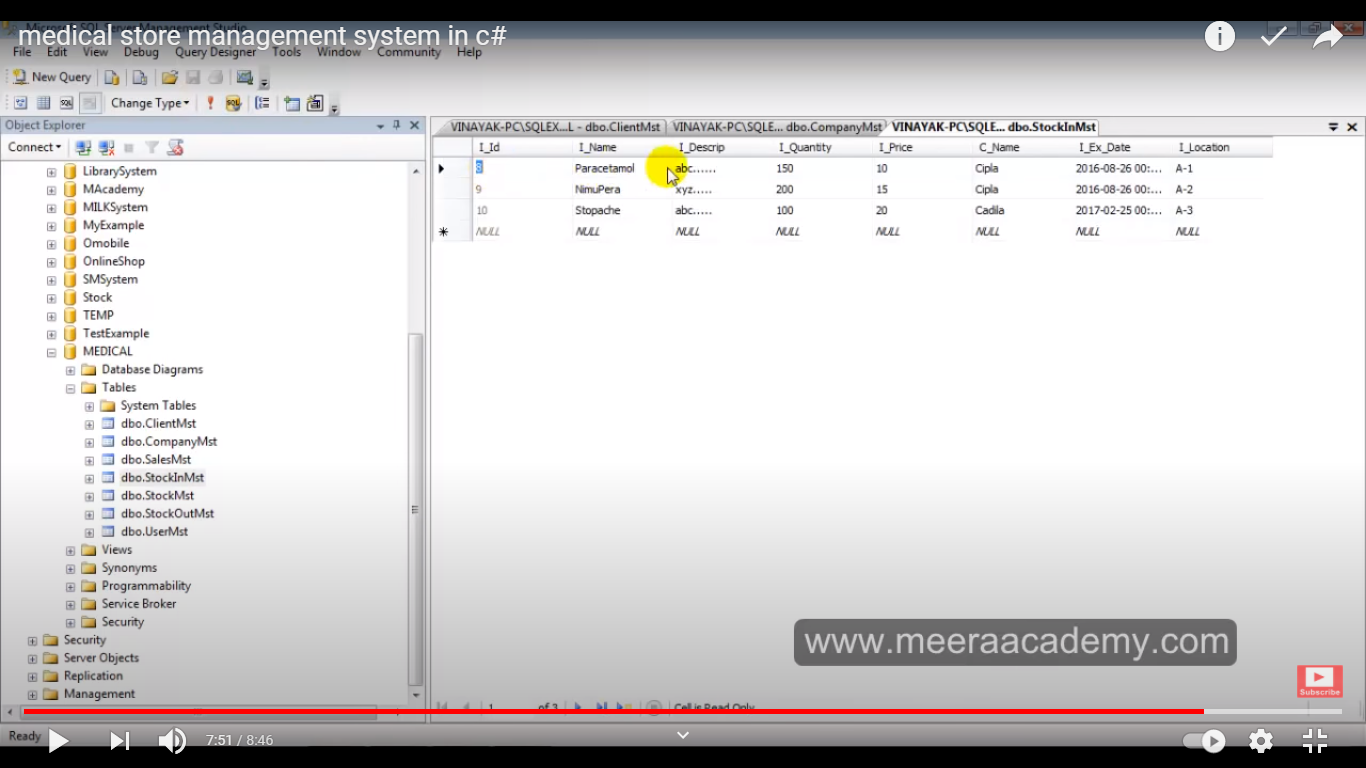 medical store management system in c#
File Edit View Debug Query Designer Tools Window Community Help
New Query
Change Type
Object Explorer
Connect
LibrarySystem
MAcademy
MILKSystem
MyExample
Omobile
OnlineShop
SMSystem
Stock
TEMP
TestExample
MEDICAL
Database Diagrams
Tables
System Tables
dbo.ClientMst
dbo.CompanyMst
dbo.SalesMst
dbo.StockInMst
dbo.StockMst
dbo.StockOutMst
dbo.UserMst
Views
Synonyms
Programmability
Service Broker
Security
Security
Server Objects
Replication
Management
VINAYAK-PC\SQLEX...L - dbo.ClientMst VINAYAK-PC\SQLE... dbo.CompanyMst VINAYAK-PC\SQLE... dbo.StockInMst
I_Id I_Name I_Descrip I_Quantity I_Price C_Name I_Ex_Date I_Location
8 Paracetamol abc...... 150 10 Cipla 2016-08-26 00:... A-1
9 NimuPera xyz..... 200 15 Cipla 2016-08-26 00:... A-2
10 Stopache abc..... 100 20 Cadila 2017-02-25 00:... A-3
NULL NULL NULL NULL NULL NULL NULL NULL
www.meeraacademy.com
Subscribe
1 of 3 Cell is Read Only
Ready
7:51 / 8:46